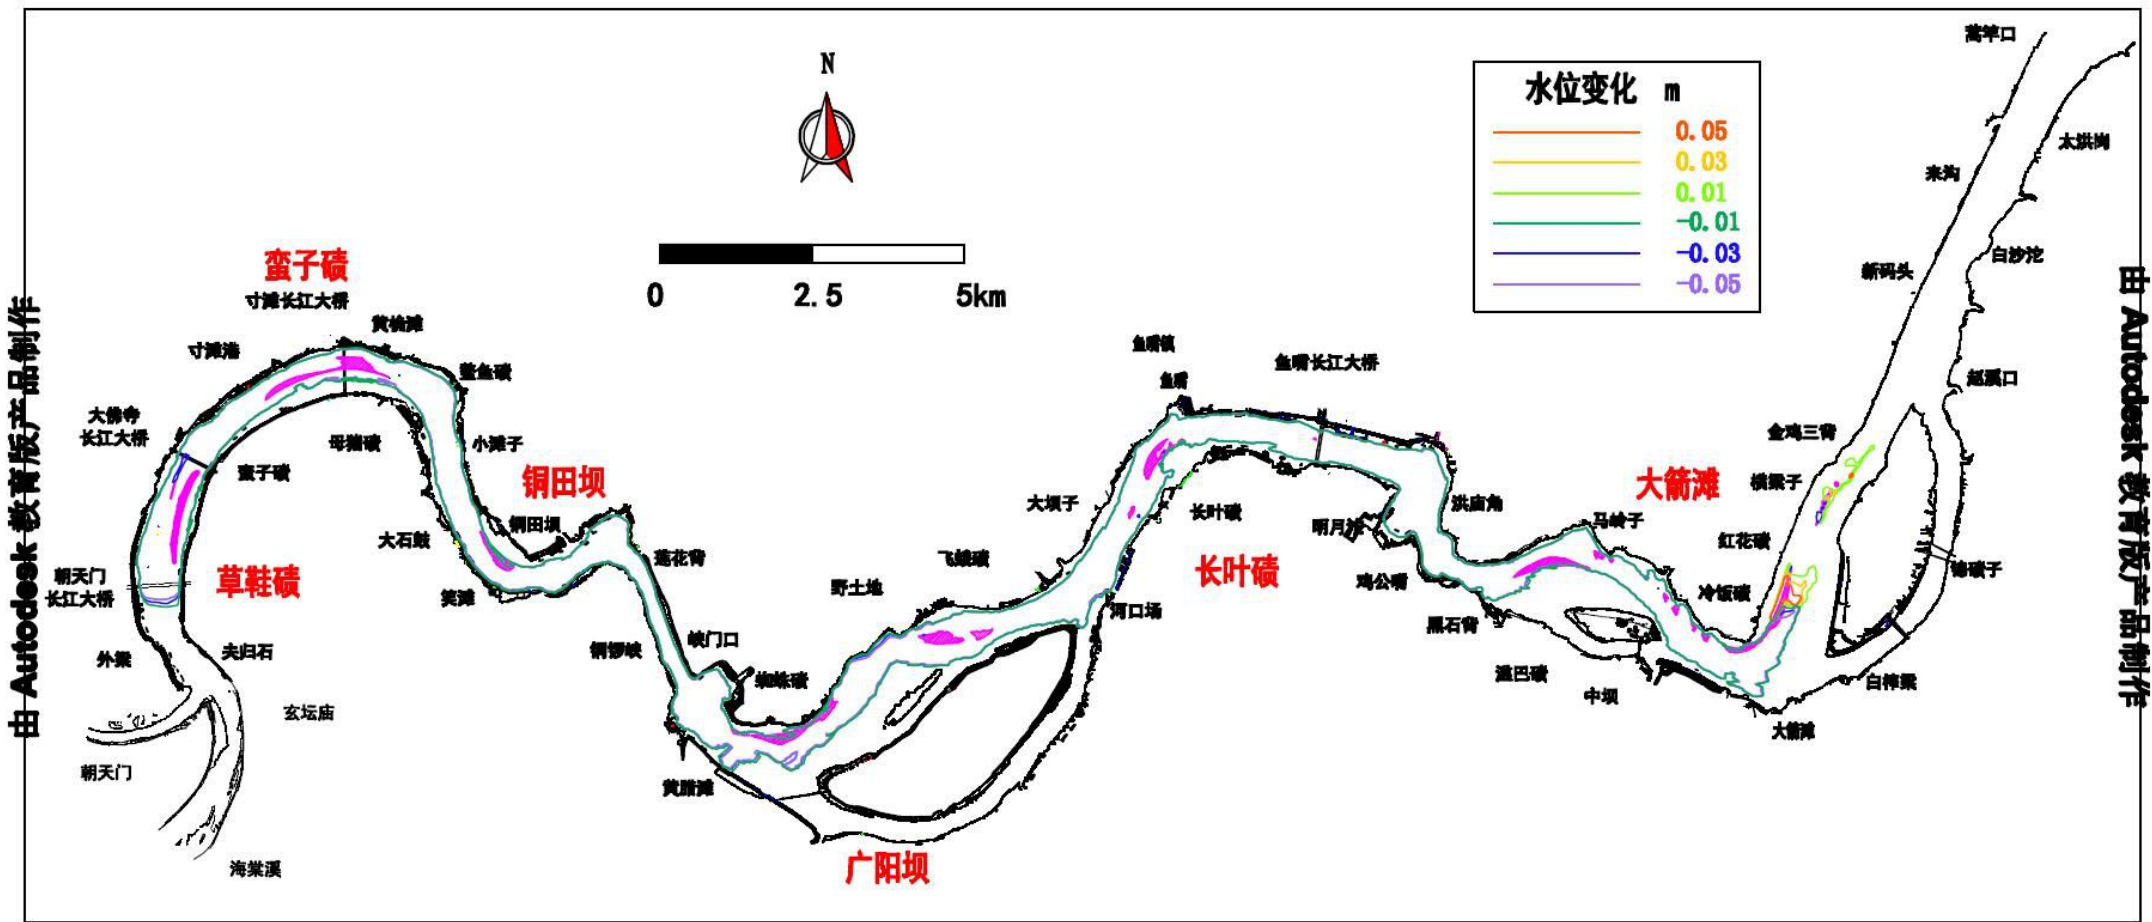 蒿竿口
N
水位变化 m
0.05
0.03
0.01
-0.01
-0.03
-0.05
太洪岗
来沟
白沙沱
新码头
赵溪口
0 2.5 5km
蛮子碛
寸滩长江大桥
黄桷滩
寸滩港
大佛寺
长江大桥
母猪碛
蛮子碛
小滩子
铜田坝
铜田坝
大石鼓
笑滩
莲花背
朝天门
长江大桥
草鞋碛
外梁
夫归石
玄坛庙
朝天门
海棠溪
铜锣峡
峡门口
蜘蛛碛
黄腊滩
野土地
飞蛾碛
广阳坝
大坝子
鱼嘴镇
鱼嘴
鱼嘴长江大桥
长叶碛
长叶碛
河口场
明月沱
洪庙角
鸡公嘴
黑石背
马岭子
大箭滩
中坝
冷饭碛
红花碛
横梁子
金鸡三背
白榨梁
大箭滩
由 Autodesk 教育版产品制作
由 Autodesk 教育版产品制作